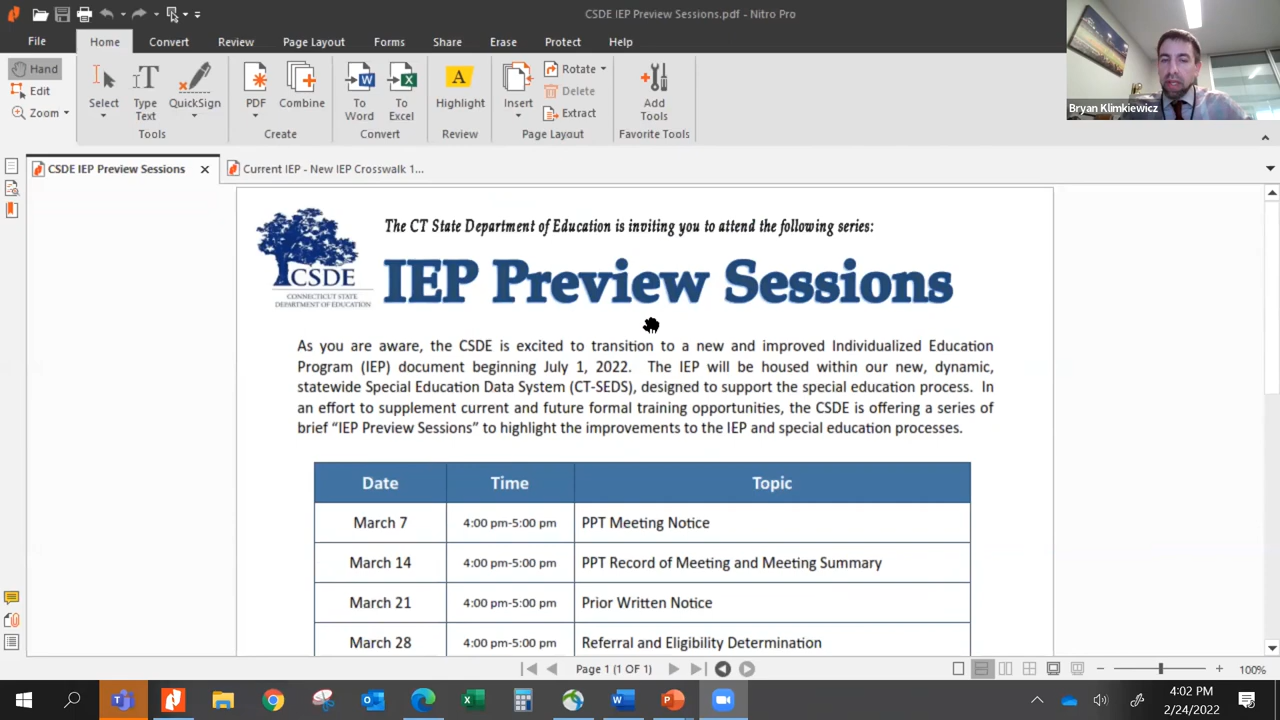 CSDE IEP Preview Sessions.pdf - Nitro Pro
File
Home
Convert
Review
Page Layout
Forms
Share
Erase
Protect
Help
Hand
Edit
Zoom
Select
Type Text
QuickSign
Tools
PDF
Combine
Create
To Word
To Excel
Convert
Highlight
Review
Insert
Rotate
Delete
Extract
Page Layout
Add Tools
Favorite Tools
Bryan Klimkiewicz
CSDE IEP Preview Sessions
Current IEP - New IEP Crosswalk 1...
CSDE
CONNECTICUT STATE
DEPARTMENT OF EDUCATION
The CT State Department of Education is inviting you to attend the following series:
IEP Preview Sessions
As you are aware, the CSDE is excited to transition to a new and improved Individualized Education
Program (IEP) document beginning July 1, 2022. The IEP will be housed within our new, dynamic,
statewide Special Education Data System (CT-SEDS), designed to support the special education process. In
an effort to supplement current and future formal training opportunities, the CSDE is offering a series of
brief “IEP Preview Sessions” to highlight the improvements to the IEP and special education processes.
Date Time Topic
March 7 4:00 pm-5:00 pm PPT Meeting Notice
March 14 4:00 pm-5:00 pm PPT Record of Meeting and Meeting Summary
March 21 4:00 pm-5:00 pm Prior Written Notice
March 28 4:00 pm-5:00 pm Referral and Eligibility Determination
Page 1 (1 OF 1)
100%
4:02 PM
2/24/2022